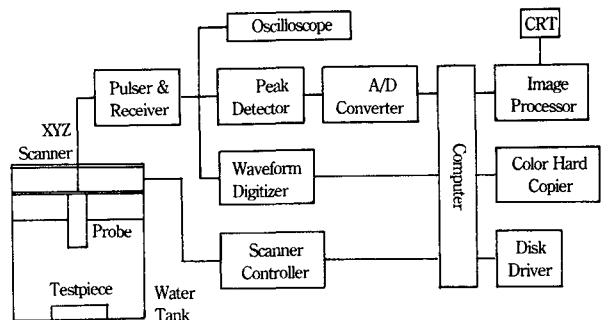 Oscilloscope
CRT
Pulser &
Receiver
Peak
Detector
A/D
Converter
Image
Processor
XYZ
Scanner
Waveform
Digitizer
Computer
Color Hard
Copier
Probe
Scanner
Controller
Disk
Driver
Testpiece
Water
Tank